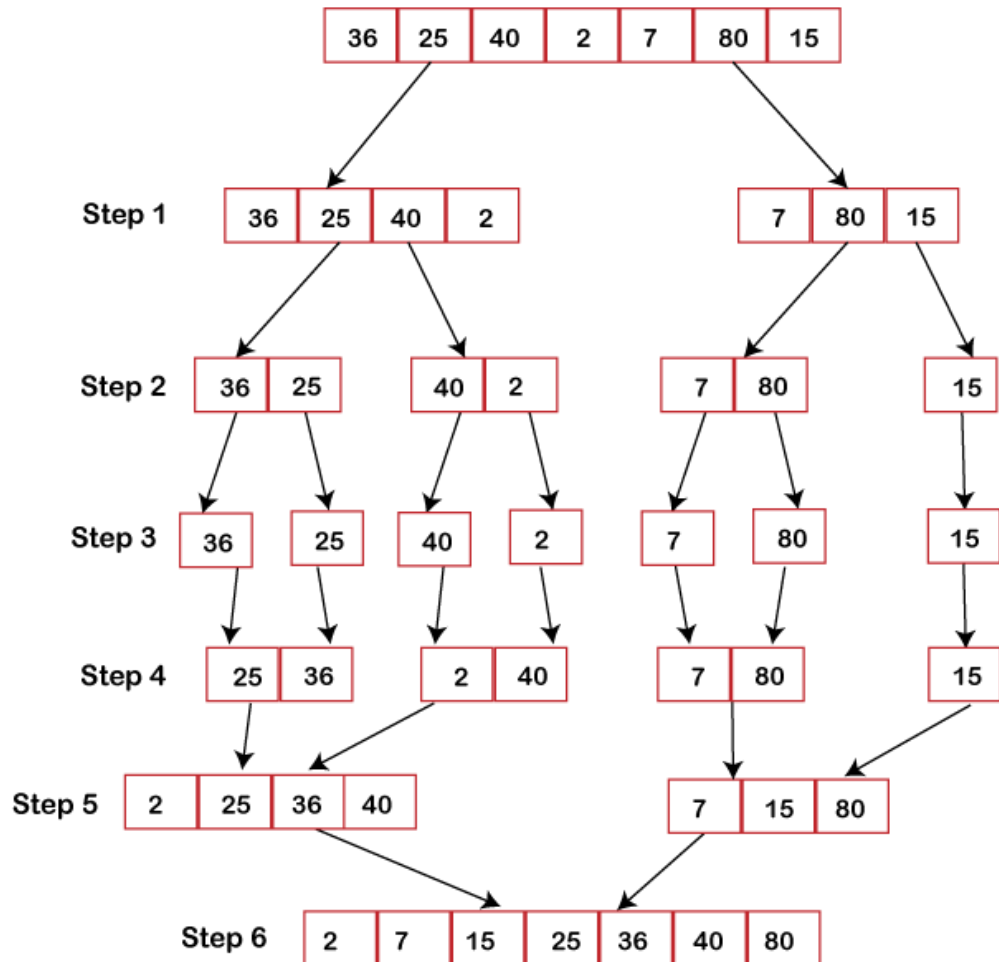 36 25 40 2 7 80 15
Step 1 36 25 40 2 7 80 15
Step 2 36 25 40 2 7 80 15
Step 3 36 25 40 2 7 80 15
Step 4 25 36 2 40 7 80 15
Step 5 2 25 36 40 7 15 80
Step 6 2 7 15 25 36 40 80